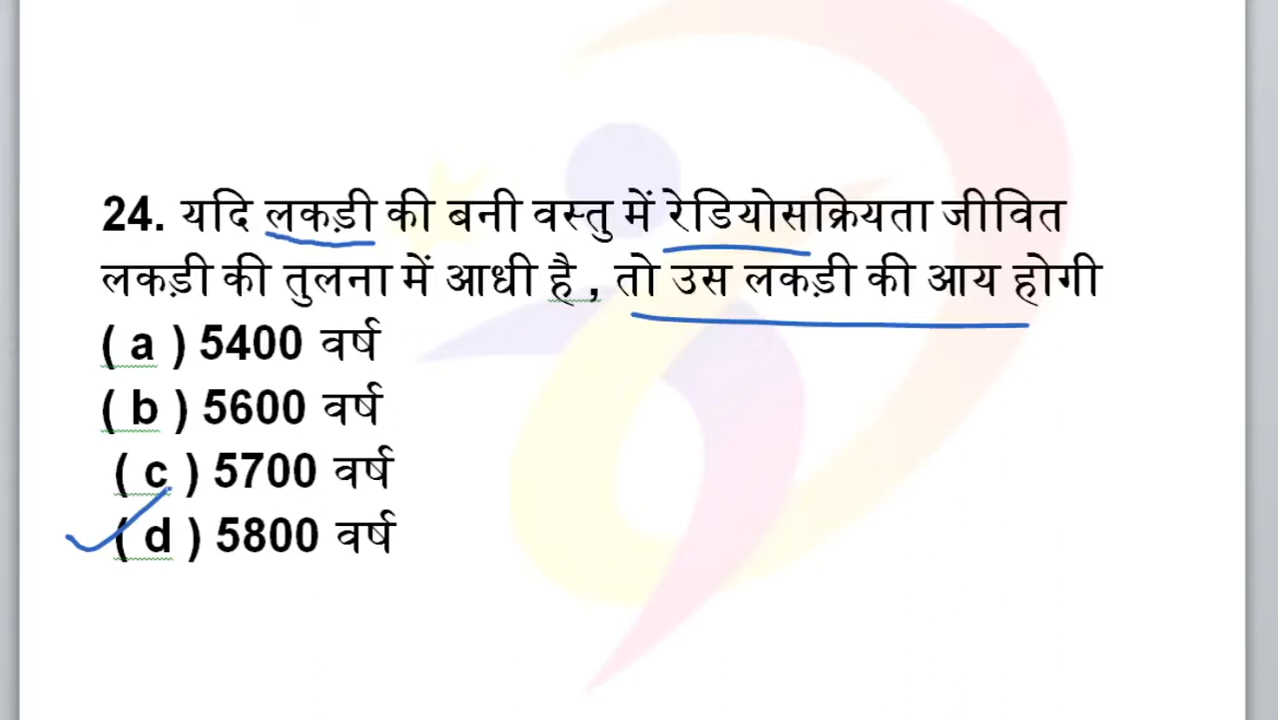 24. यदि लकड़ी की बनी वस्तु में रेडियोसक्रियता जीवित
लकड़ी की तुलना में आधी है , तो उस लकड़ी की आय होगी
( a ) 5400 वर्ष
( b ) 5600 वर्ष
( c ) 5700 वर्ष
( d ) 5800 वर्ष